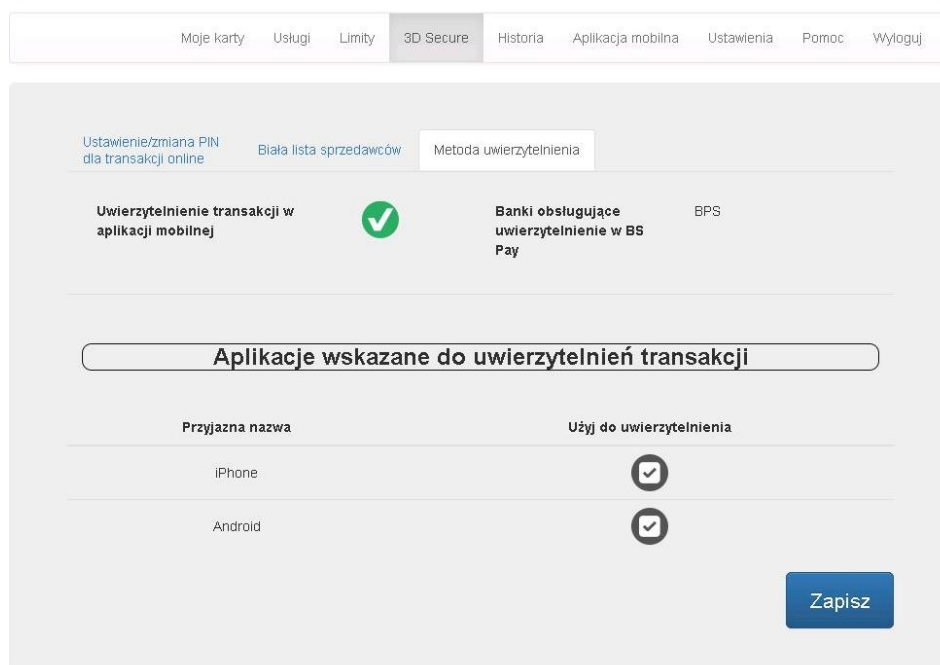 Moje karty Usługi Limity 3D Secure Historia Aplikacja mobilna Ustawienia Pomoc Wyloguj
Ustawienie/zmiana PIN
dla transakcji online
Biała lista sprzedawców
Metoda uwierzytelnienia
Uwierzytelnienie transakcji w
aplikacji mobilnej
Banki obsługujące
uwierzytelnienie w BS
Pay
BPS
Aplikacje wskazane do uwierzytelnień transakcji
Przyjazna nazwa Użyj do uwierzytelnienia
iPhone
Android
Zapisz